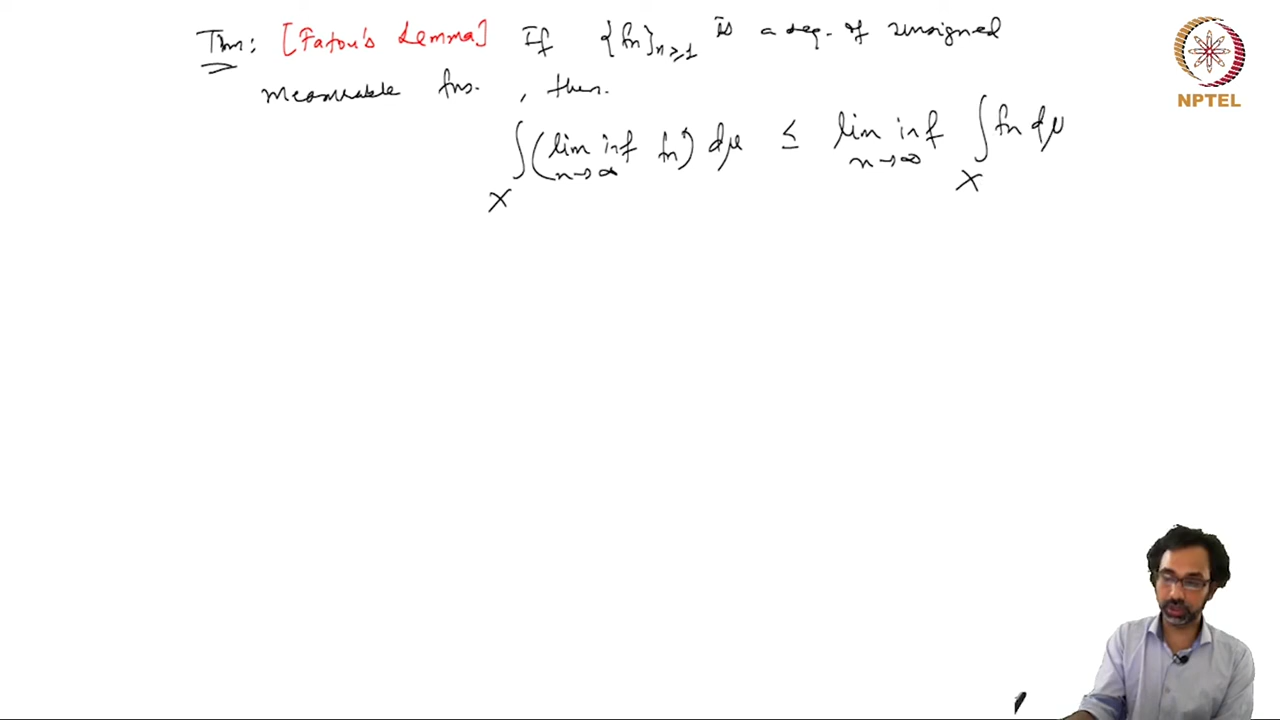 Thm: [Fatou's Lemma] If {fn}n≥1 is a seq. of unsigned
measurable fns. , then.
∫X (lim inf n→∞ fn) dμ ≤ lim inf n→∞ ∫X fn dμ
NPTEL